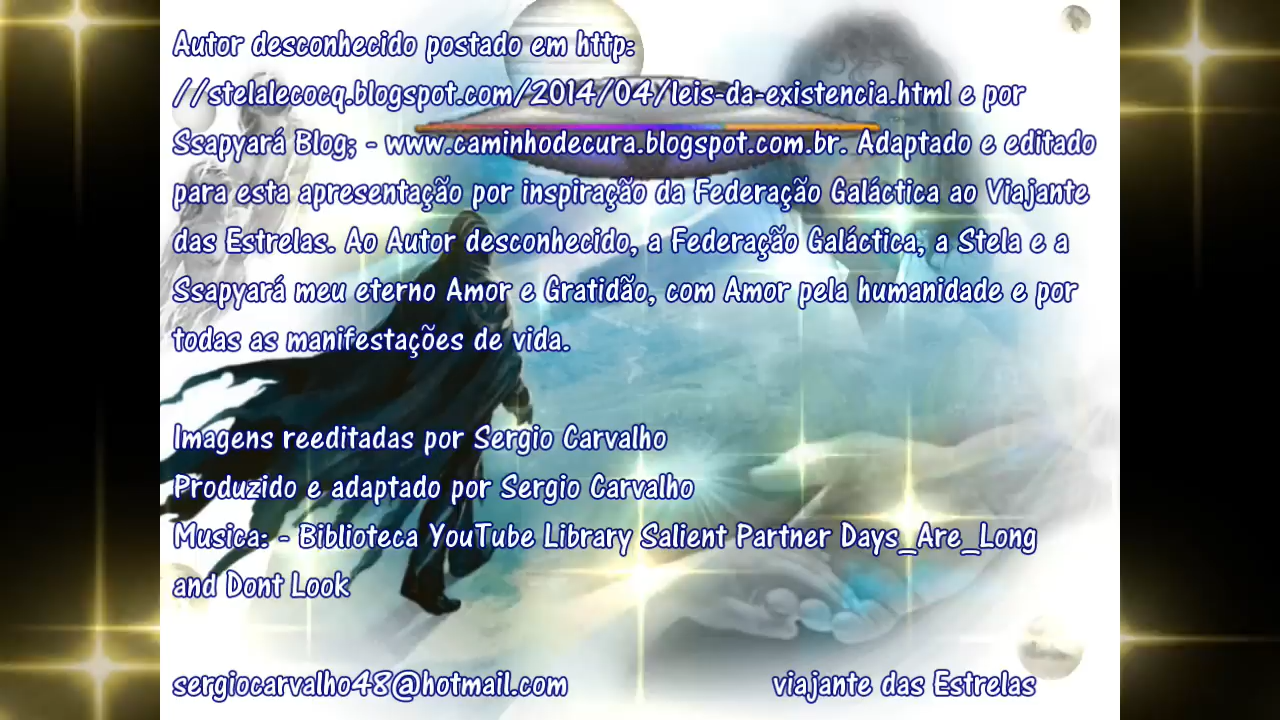 Autor desconhecido postado em http:
//stelalecocq.blogspot.com/2014/04/leis-da-existencia.html e por
Ssapyará Blog; - www.caminhodecura.blogspot.com.br. Adaptado e editado
para esta apresentação por inspiração da Federação Galáctica ao Viajante
das Estrelas. Ao Autor desconhecido, a Federação Galáctica, a Stela e a
Ssapyará meu eterno Amor e Gratidão, com Amor pela humanidade e por
todas as manifestações de vida.
Imagens reeditadas por Sergio Carvalho
Produzido e adaptado por Sergio Carvalho
Musica: - Biblioteca YouTube Library Salient Partner Days_Are_Long
and Dont Look
sergiocarvalho48@hotmail.com viajante das Estrelas